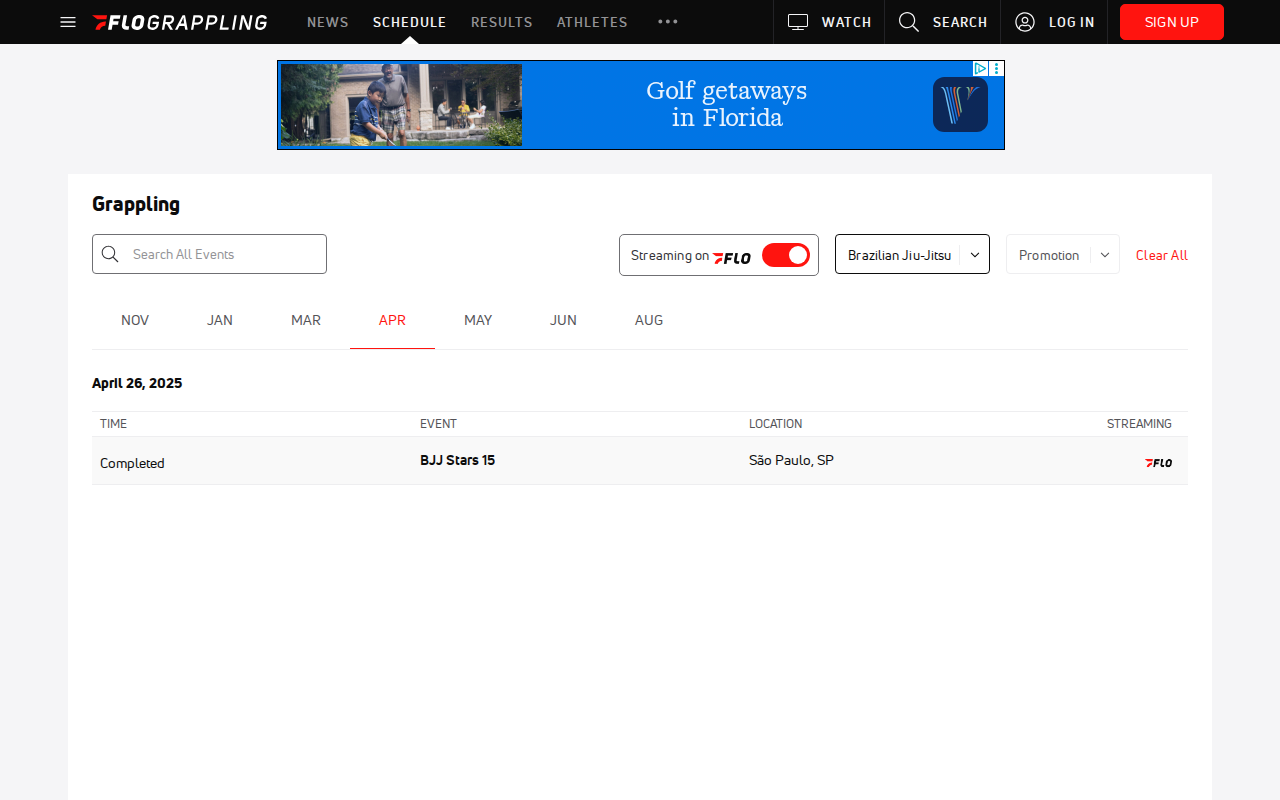 FLOGRAPPLING NEWS SCHEDULE RESULTS ATHLETES WATCH SEARCH LOG IN SIGN UP
Golf getaways
in Florida
Grappling
Search All Events
Streaming on FLO
Brazilian Jiu-Jitsu
Promotion
Clear All
NOV JAN MAR APR MAY JUN AUG
April 26, 2025
TIME EVENT LOCATION STREAMING
Completed BJJ Stars 15 São Paulo, SP FLO